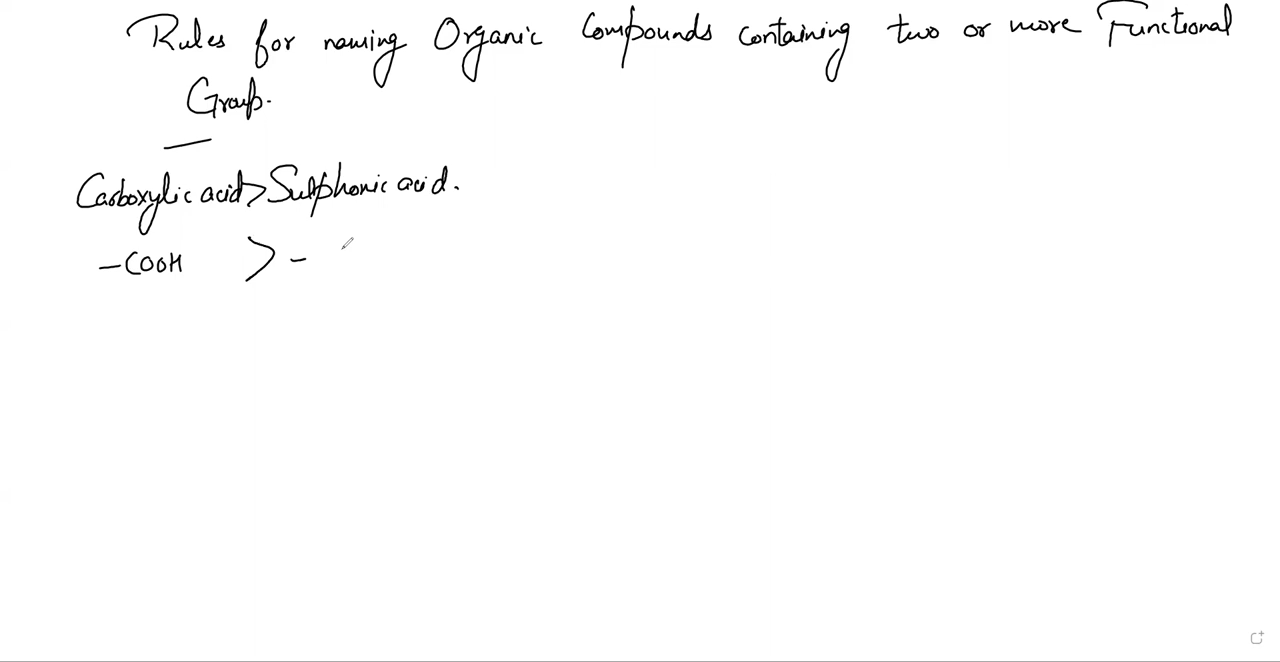 Rules for naming Organic Compounds containing two or more Functional
Group.
Carboxylic acid > Sulphonic acid.
-COOH > -